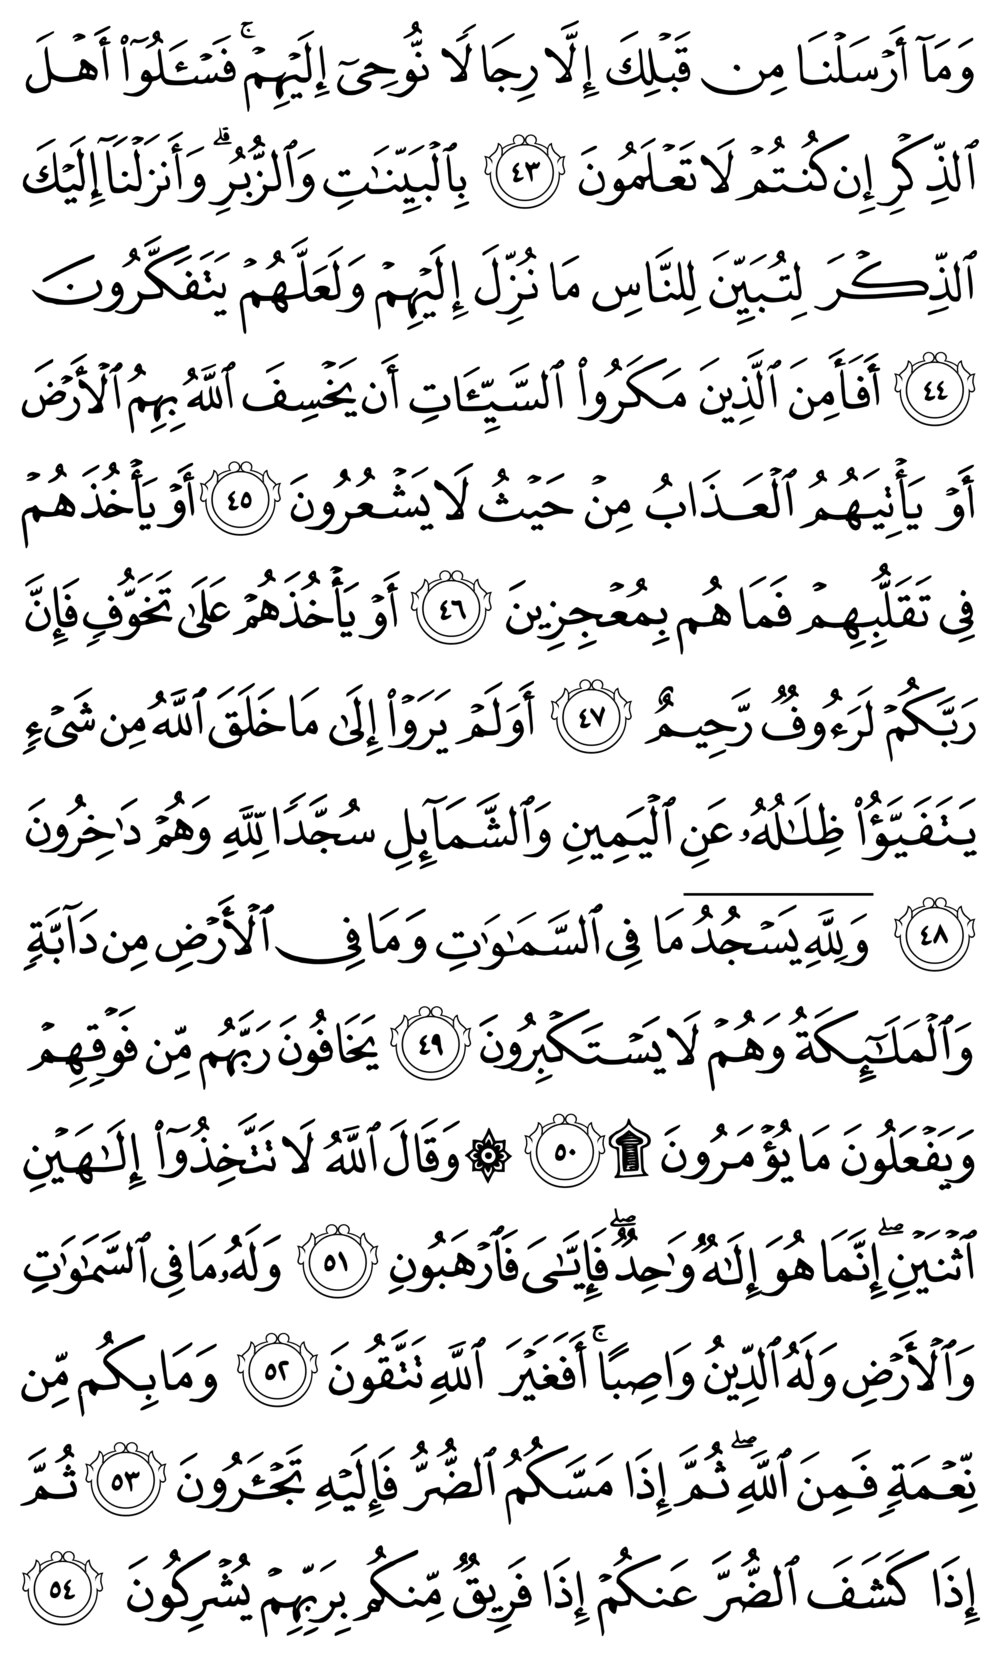 وَمَآ أَرۡسَلۡنَا مِن قَبۡلِكَ إِلَّا رِجَالٗا نُّوحِيٓ إِلَيۡهِمۡۚ فَسۡـَٔلُوٓاْ أَهۡلَ
ٱلذِّكۡرِ إِن كُنتُمۡ لَا تَعۡلَمُونَ ٤٣ بِٱلۡبَيِّنَٰتِ وَٱلزُّبُرِۗ وَأَنزَلۡنَآ إِلَيۡكَ
ٱلذِّكۡرَ لِتُبَيِّنَ لِلنَّاسِ مَا نُزِّلَ إِلَيۡهِمۡ وَلَعَلَّهُمۡ يَتَفَكَّرُونَ
٤٤ أَفَأَمِنَ ٱلَّذِينَ مَكَرُواْ ٱلسَّيِّـَٔاتِ أَن يَخۡسِفَ ٱللَّهُ بِهِمُ ٱلۡأَرۡضَ
أَوۡ يَأۡتِيَهُمُ ٱلۡعَذَابُ مِنۡ حَيۡثُ لَا يَشۡعُرُونَ ٤٥ أَوۡ يَأۡخُذَهُمۡ
فِي تَقَلُّبِهِمۡ فَمَا هُم بِمُعۡجِزِينَ ٤٦ أَوۡ يَأۡخُذَهُمۡ عَلَىٰ تَخَوُّفٖ فَإِنَّ
رَبَّكُمۡ لَرَءُوفٞ رَّحِيمٌ ٤٧ أَوَلَمۡ يَرَوۡاْ إِلَىٰ مَا خَلَقَ ٱللَّهُ مِن شَيۡءٖ
يَتَفَيَّؤُاْ ظِلَٰلُهُۥ عَنِ ٱلۡيَمِينِ وَٱلشَّمَآئِلِ سُجَّدٗا لِّلَّهِ وَهُمۡ دَٰخِرُونَ
٤٨ وَلِلَّهِۤ يَسۡجُدُۤ مَا فِي ٱلسَّمَٰوَٰتِ وَمَا فِي ٱلۡأَرۡضِ مِن دَآبَّةٖ
وَٱلۡمَلَٰٓئِكَةُ وَهُمۡ لَا يَسۡتَكۡبِرُونَ ٤٩ يَخَافُونَ رَبَّهُم مِّن فَوۡقِهِمۡ
وَيَفۡعَلُونَ مَا يُؤۡمَرُونَ۩ ٥٠ ۞وَقَالَ ٱللَّهُ لَا تَتَّخِذُوٓاْ إِلَٰهَيۡنِ
ٱثۡنَيۡنِۖ إِنَّمَا هُوَ إِلَٰهٞ وَٰحِدٞۖ فَإِيَّٰيَ فَٱرۡهَبُونِ ٥١ وَلَهُۥ مَا فِي ٱلسَّمَٰوَٰتِ
وَٱلۡأَرۡضِ وَلَهُ ٱلدِّينُ وَاصِبًاۚ أَفَغَيۡرَ ٱللَّهِ تَتَّقُونَ ٥٢ وَمَا بِكُم مِّن
نِّعۡمَةٖ فَمِنَ ٱللَّهِۖ ثُمَّ إِذَا مَسَّكُمُ ٱلضُّرُّ فَإِلَيۡهِ تَجۡـَٔرُونَ ٥٣ ثُمَّ
إِذَا كَشَفَ ٱلضُّرَّ عَنكُمۡ إِذَا فَرِيقٞ مِّنكُم بِرَبِّهِمۡ يُشۡرِكُونَ ٥٤